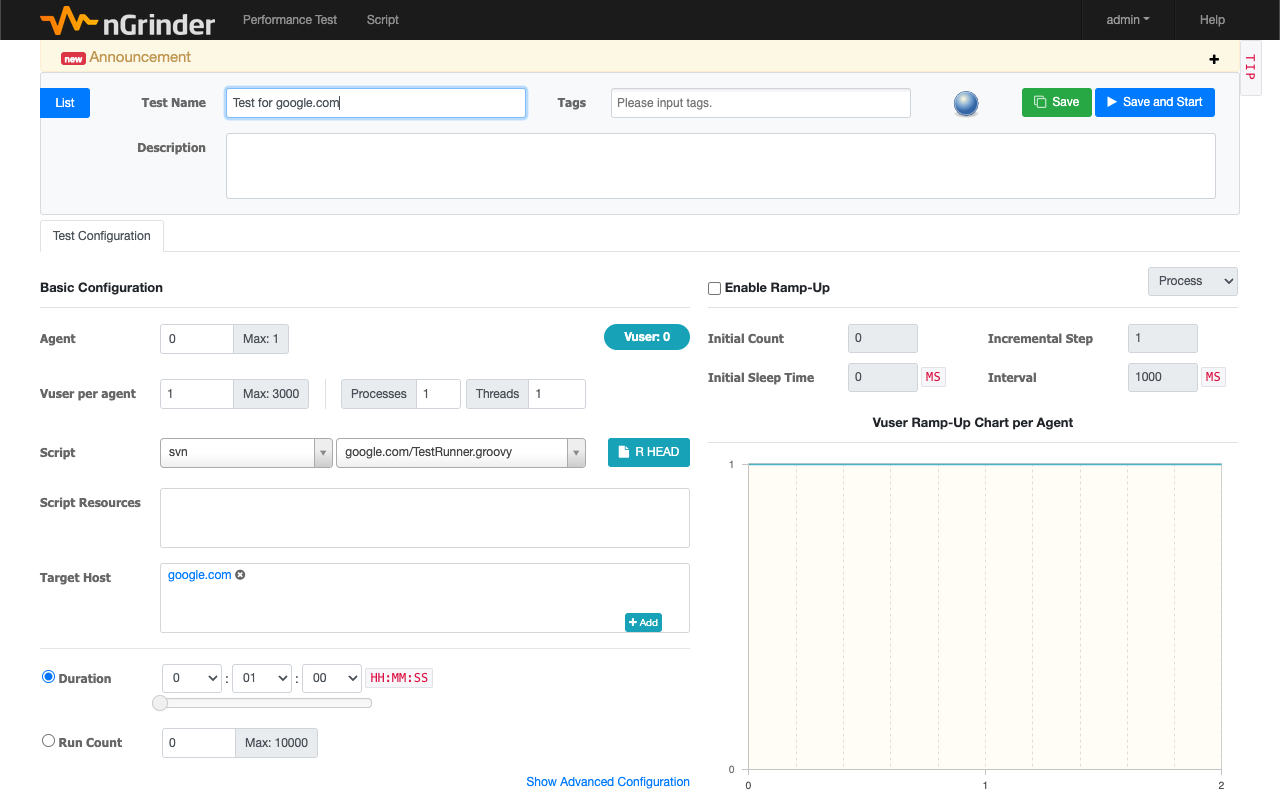 nGrinder Performance Test Script admin Help
new Announcement +
TIP
List Test Name Test for google.com Tags Please input tags. Save Save and Start
Description
Test Configuration
Basic Configuration
Agent 0 Max: 1 Vuser: 0
Vuser per agent 1 Max: 3000 Processes 1 Threads 1
Script svn google.com/TestRunner.groovy R HEAD
Script Resources
Target Host google.com
+ Add
Duration 0 : 01 : 00 HH:MM:SS
Run Count 0 Max: 10000
Show Advanced Configuration
Enable Ramp-Up Process
Initial Count 0 Incremental Step 1
Initial Sleep Time 0 MS Interval 1000 MS
Vuser Ramp-Up Chart per Agent
1
0
0 1 2